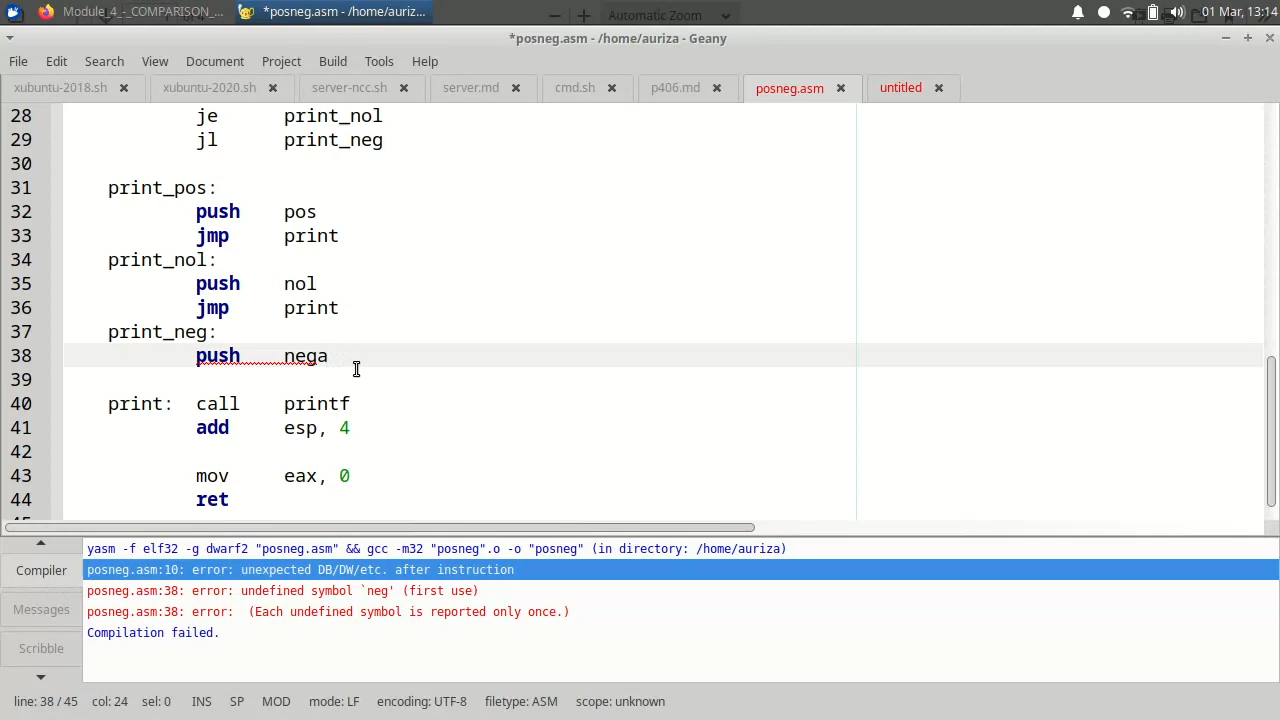 Module_4_-_COMPARISON_...
*posneg.asm - /home/auriz...
Automatic Zoom
01 Mar, 13:14
*posneg.asm - /home/auriza - Geany
File Edit Search View Document Project Build Tools Help
xubuntu-2018.sh xubuntu-2020.sh server-ncc.sh server.md cmd.sh p406.md posneg.asm untitled
28 je print_nol
29 jl print_neg
30
31 print_pos:
32 push pos
33 jmp print
34 print_nol:
35 push nol
36 jmp print
37 print_neg:
38 push nega
39
40 print: call printf
41 add esp, 4
42
43 mov eax, 0
44 ret
Compiler
Messages
Scribble
yasm -f elf32 -g dwarf2 "posneg.asm" && gcc -m32 "posneg".o -o "posneg" (in directory: /home/auriza)
posneg.asm:10: error: unexpected DB/DW/etc. after instruction
posneg.asm:38: error: undefined symbol `neg' (first use)
posneg.asm:38: error:  (Each undefined symbol is reported only once.)
Compilation failed.
line: 38 / 45 col: 24 sel: 0 INS SP MOD mode: LF encoding: UTF-8 filetype: ASM scope: unknown